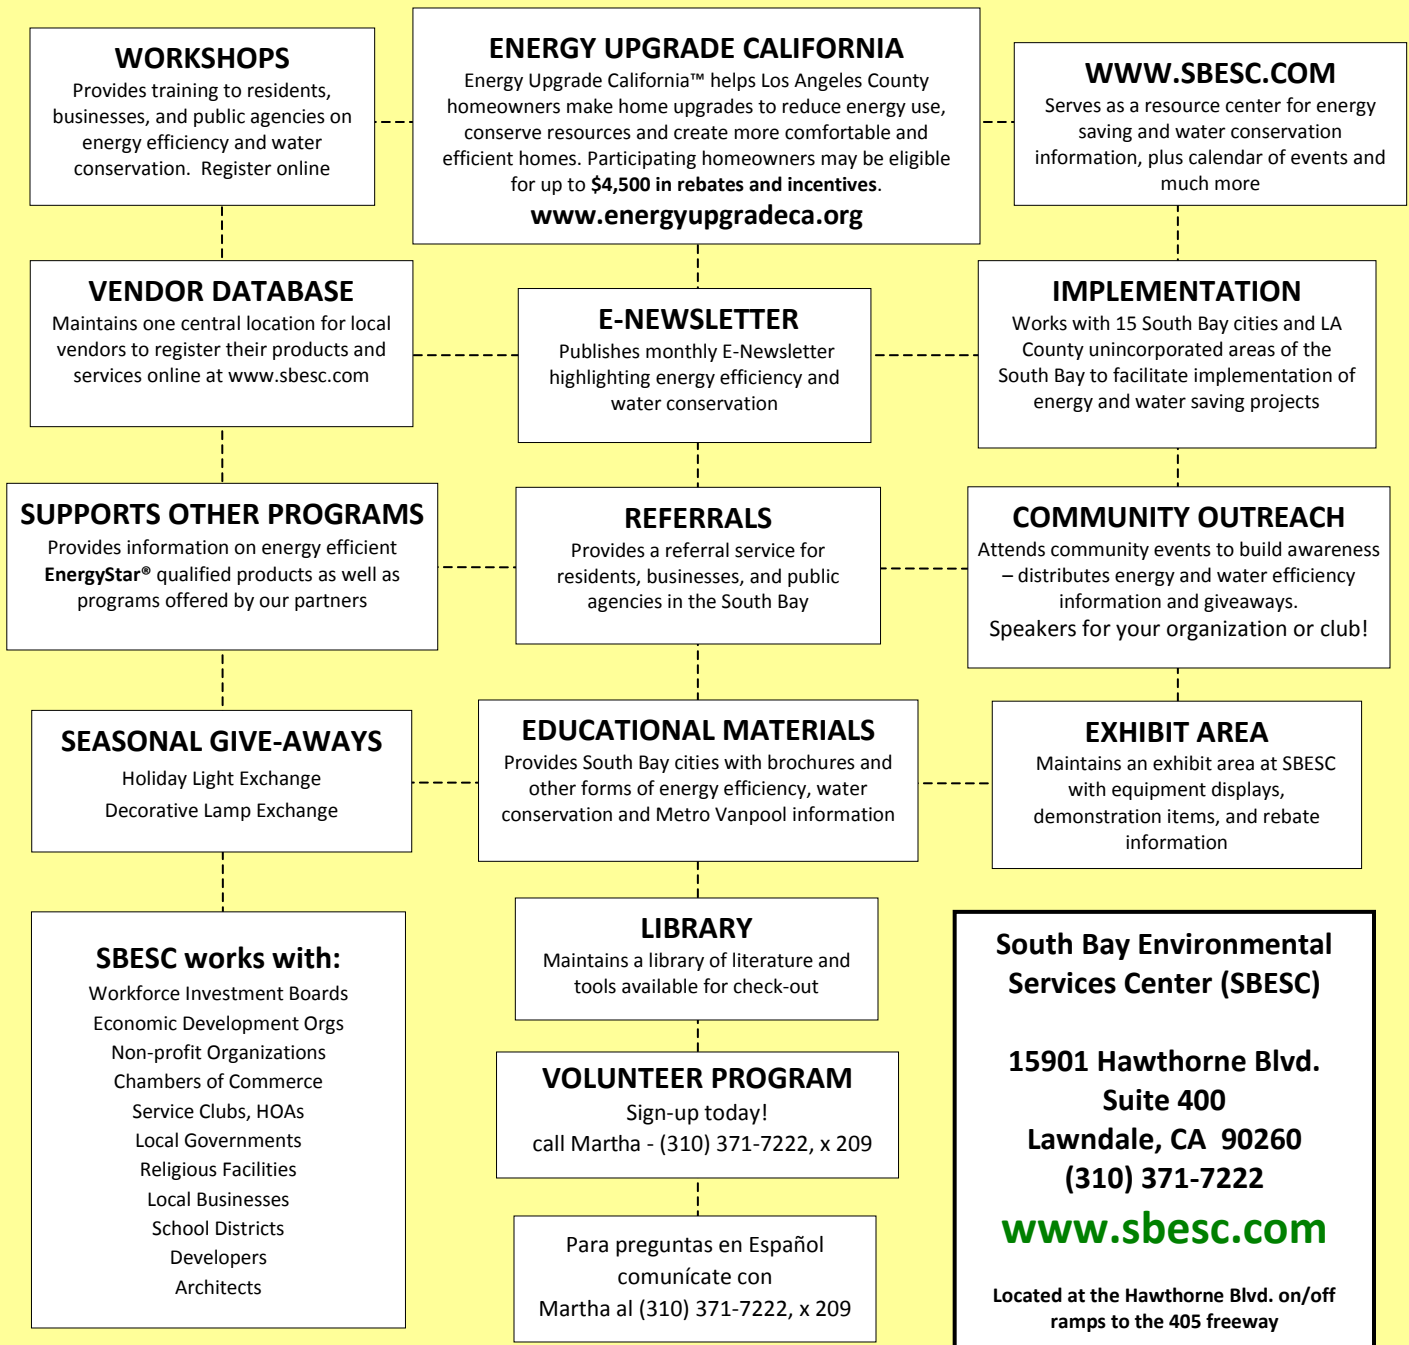 WORKSHOPS
Provides training to residents,
businesses, and public agencies on
energy efficiency and water
conservation.  Register online
ENERGY UPGRADE CALIFORNIA
Energy Upgrade California™ helps Los Angeles County
homeowners make home upgrades to reduce energy use,
conserve resources and create more comfortable and
efficient homes. Participating homeowners may be eligible
for up to $4,500 in rebates and incentives.
www.energyupgradeca.org
WWW.SBESC.COM
Serves as a resource center for energy
saving and water conservation
information, plus calendar of events and
much more
VENDOR DATABASE
Maintains one central location for local
vendors to register their products and
services online at www.sbesc.com
E-NEWSLETTER
Publishes monthly E-Newsletter
highlighting energy efficiency and
water conservation
IMPLEMENTATION
Works with 15 South Bay cities and LA
County unincorporated areas of the
South Bay to facilitate implementation of
energy and water saving projects
SUPPORTS OTHER PROGRAMS
Provides information on energy efficient
EnergyStar® qualified products as well as
programs offered by our partners
REFERRALS
Provides a referral service for
residents, businesses, and public
agencies in the South Bay
COMMUNITY OUTREACH
Attends community events to build awareness
– distributes energy and water efficiency
information and giveaways.
Speakers for your organization or club!
SEASONAL GIVE-AWAYS
Holiday Light Exchange
Decorative Lamp Exchange
EDUCATIONAL MATERIALS
Provides South Bay cities with brochures and
other forms of energy efficiency, water
conservation and Metro Vanpool information
EXHIBIT AREA
Maintains an exhibit area at SBESC
with equipment displays,
demonstration items, and rebate
information
SBESC works with:
Workforce Investment Boards
Economic Development Orgs
Non-profit Organizations
Chambers of Commerce
Service Clubs, HOAs
Local Governments
Religious Facilities
Local Businesses
School Districts
Developers
Architects
LIBRARY
Maintains a library of literature and
tools available for check-out
VOLUNTEER PROGRAM
Sign-up today!
call Martha - (310) 371-7222, x 209
Para preguntas en Español
comunícate con
Martha al (310) 371-7222, x 209
South Bay Environmental
Services Center (SBESC)
15901 Hawthorne Blvd.
Suite 400
Lawndale, CA  90260
(310) 371-7222
www.sbesc.com
Located at the Hawthorne Blvd. on/off
ramps to the 405 freeway